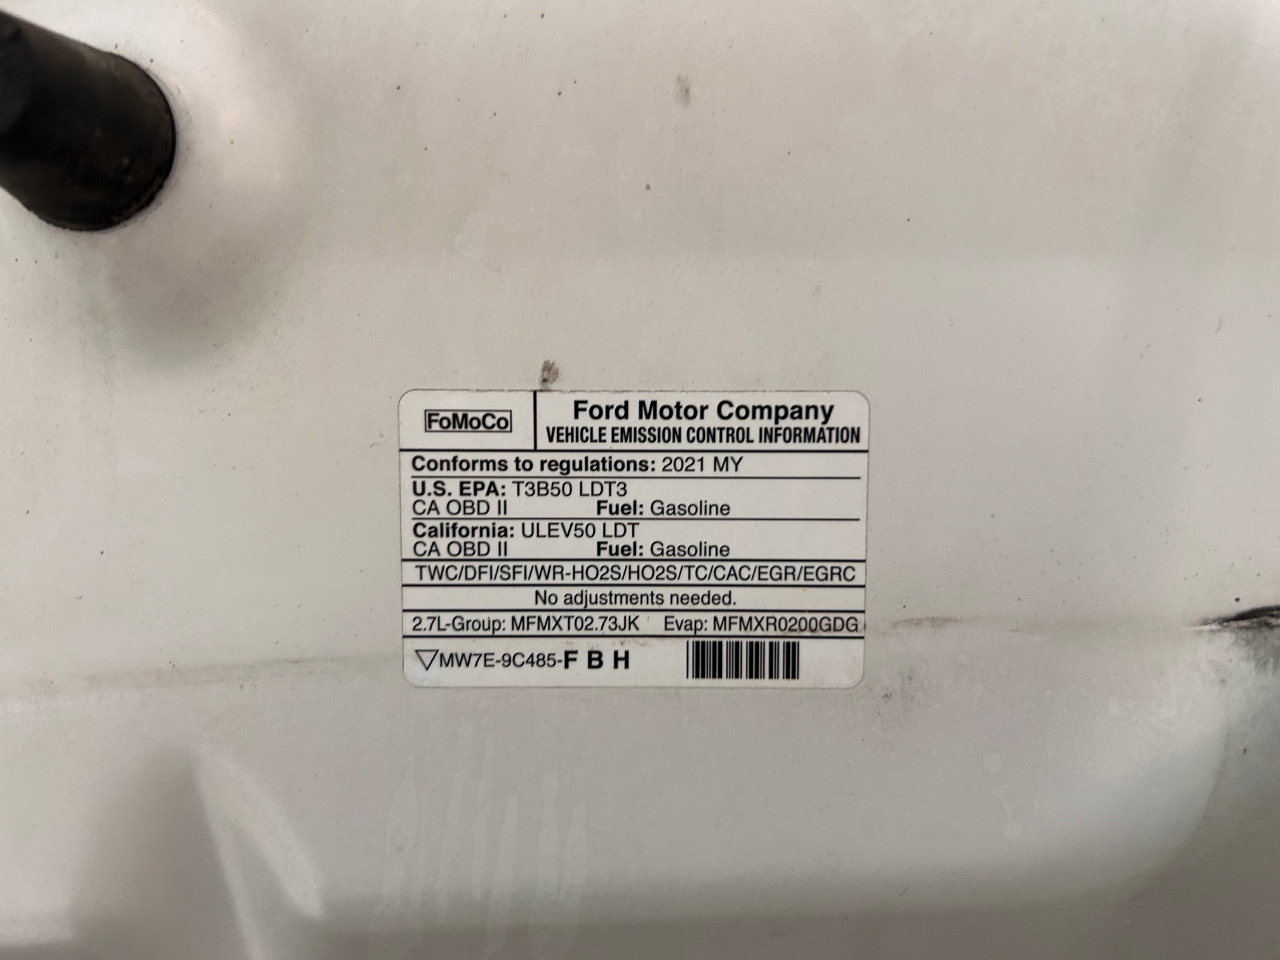 FoMoCo
Ford Motor Company
VEHICLE EMISSION CONTROL INFORMATION
Conforms to regulations: 2021 MY
U.S. EPA: T3B50 LDT3
CA OBD II Fuel: Gasoline
California: ULEV50 LDT
CA OBD II Fuel: Gasoline
TWC/DFI/SFI/WR-HO2S/HO2S/TC/CAC/EGR/EGRC
No adjustments needed.
2.7L-Group: MFMXT02.73JK Evap: MFMXR0200GDG
▽MW7E-9C485-F B H